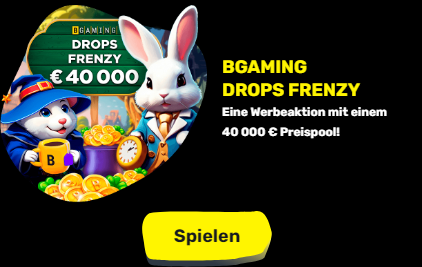 BGAMING
DROPS
FRENZY
€ 40 000
B
BGAMING
DROPS FRENZY
Eine Werbeaktion mit einem
40 000 € Preispool!
Spielen